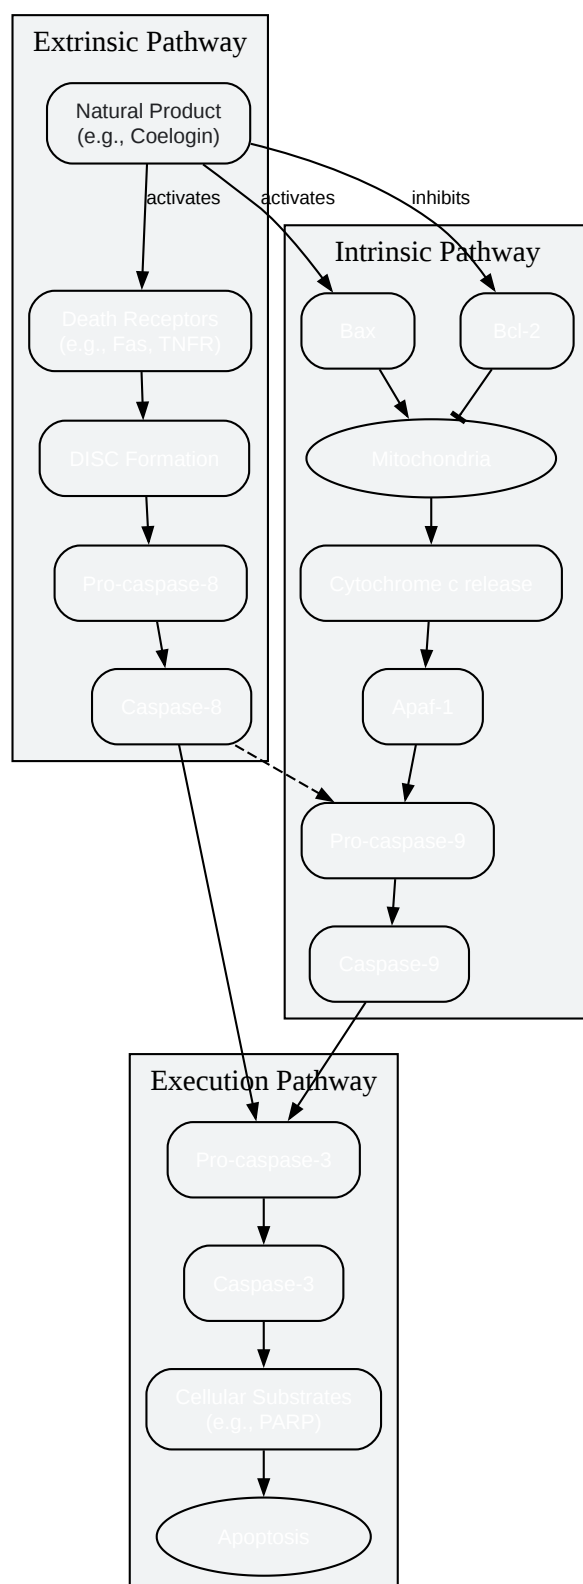 Extrinsic Pathway
Natural Product
(e.g., Coelogin)
activates
activates
inhibits
Intrinsic Pathway
Death Receptors
(e.g., Fas, TNFR)
Bax
Bcl-2
DISC Formation
Mitochondria
Pro-caspase-8
Cytochrome c release
Caspase-8
Apaf-1
Pro-caspase-9
Caspase-9
Execution Pathway
Pro-caspase-3
Caspase-3
Cellular Substrates
(e.g., PARP)
Apoptosis